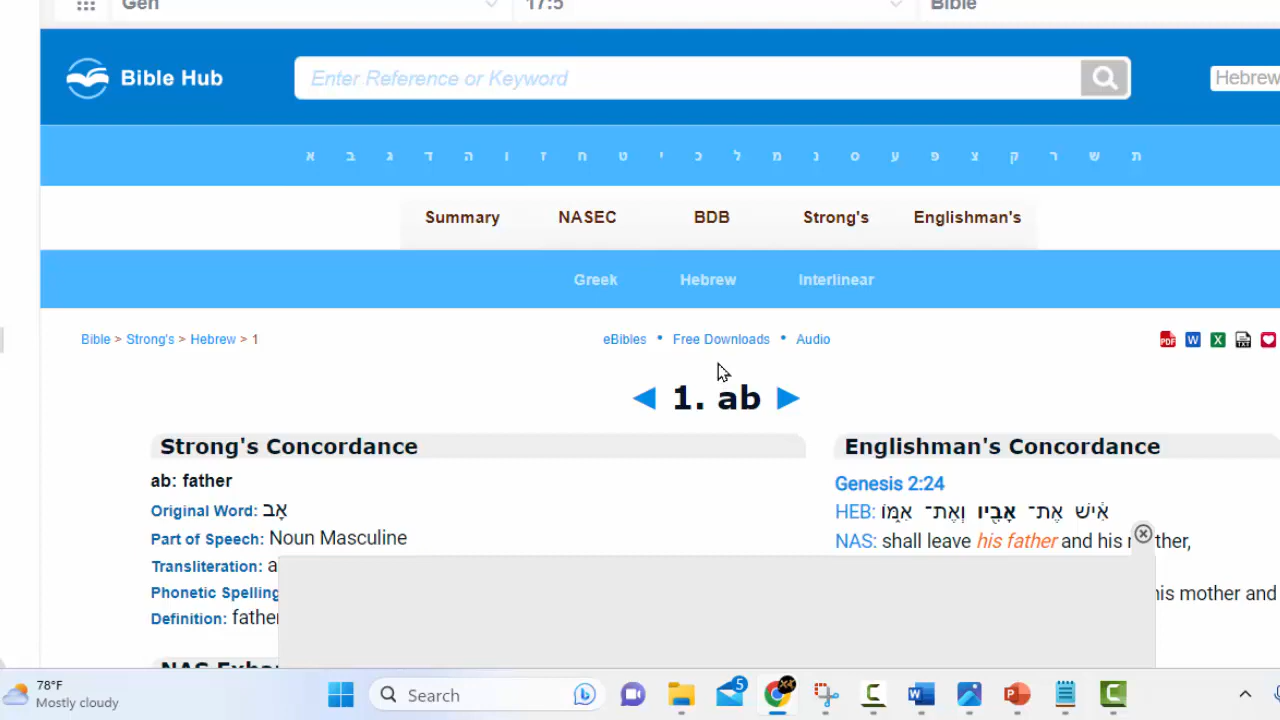 Gen 17:5 Bible
Bible Hub Enter Reference or Keyword Hebrew
א ב ג ד ה ו ז ח ט י כ ל מ נ ס ע פ צ ק ר ש ת
Summary NASEC BDB Strong's Englishman's
Greek Hebrew Interlinear
Bible > Strong's > Hebrew > 1 eBibles • Free Downloads • Audio
◄ 1. ab ►
Strong's Concordance
ab: father
Original Word: אָב
Part of Speech: Noun Masculine
Transliteration: a
Phonetic Spelling
Definition: father
Englishman's Concordance
Genesis 2:24
HEB: אִ֔ישׁ אֶת־ אָבִ֖יו וְאֶת־ אִמּ֑וֹ
NAS: shall leave his father and his
his mother and
78°F
Mostly cloudy
Search
5